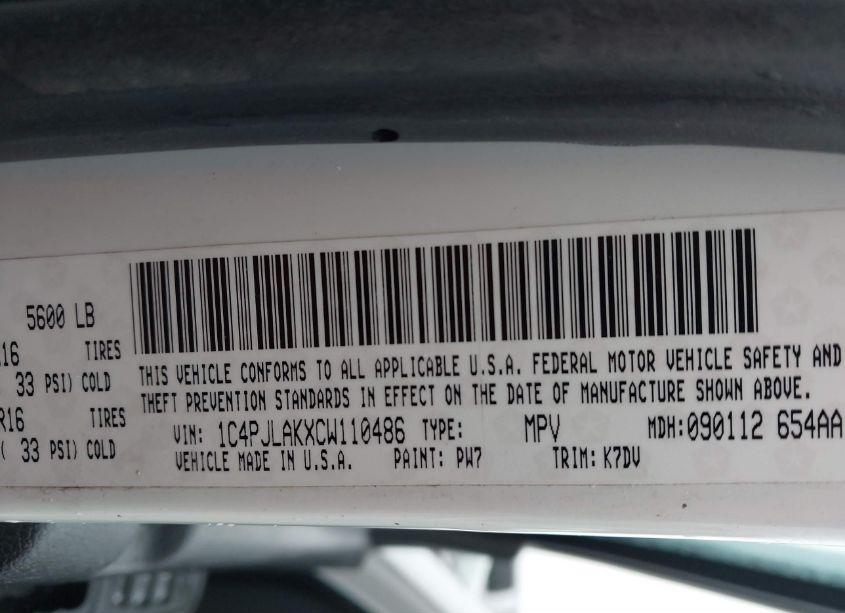 5600 LB
R16 TIRES
33 PSI) COLD
R16 TIRES
( 33 PSI) COLD
THIS VEHICLE CONFORMS TO ALL APPLICABLE U.S.A. FEDERAL MOTOR VEHICLE SAFETY AND
THEFT PREVENTION STANDARDS IN EFFECT ON THE DATE OF MANUFACTURE SHOWN ABOVE.
VIN: 1C4PJLAKXCW110486 TYPE: MPV MDH:090112 654AA
VEHICLE MADE IN U.S.A. PAINT: PW7 TRIM: K7DV